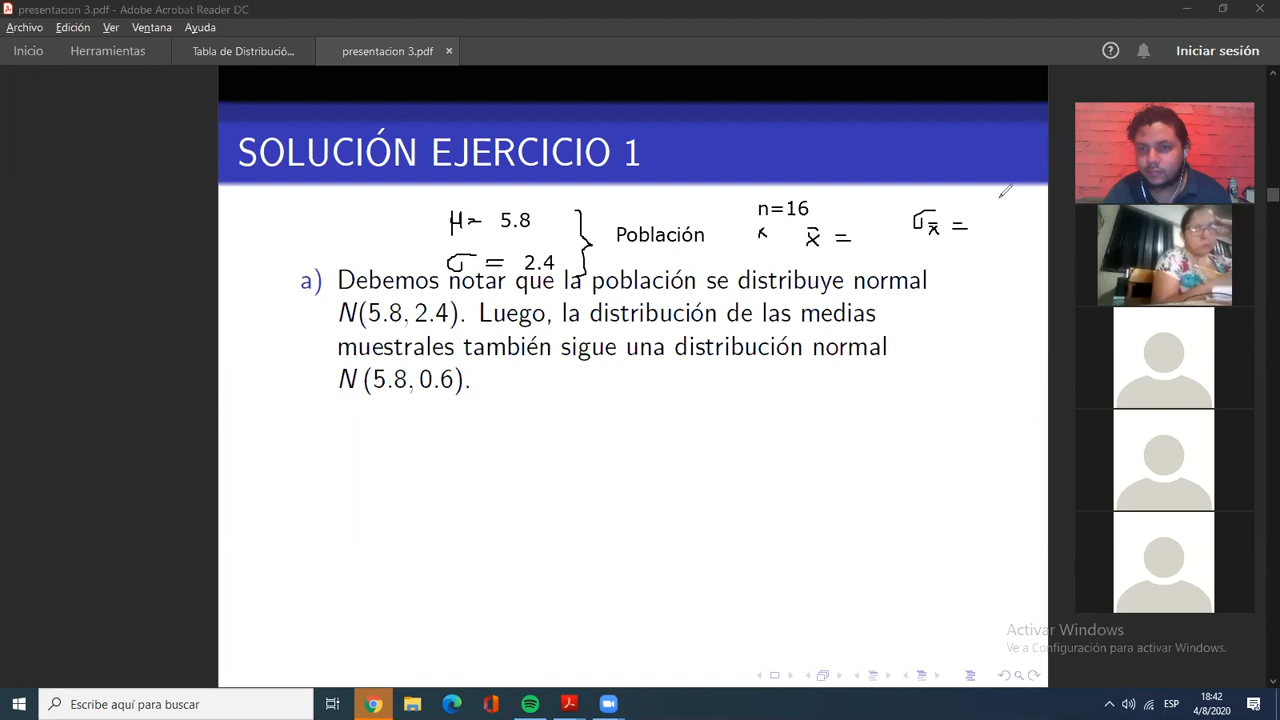 presentacion 3.pdf - Adobe Acrobat Reader DC
Archivo Edición Ver Ventana Ayuda
Inicio Herramientas Tabla de Distribució... presentacion 3.pdf Iniciar sesión
SOLUCIÓN EJERCICIO 1
μ= 5.8
σ = 2.4
Población
n=16
x̄ =
σx̄ =
a) Debemos notar que la población se distribuye normal
N(5.8, 2.4). Luego, la distribución de las medias
muestrales también sigue una distribución normal
N (5.8, 0.6).
Activar Windows
Ve a Configuración para activar Windows.
Escribe aquí para buscar
ESP
18:42
4/8/2020